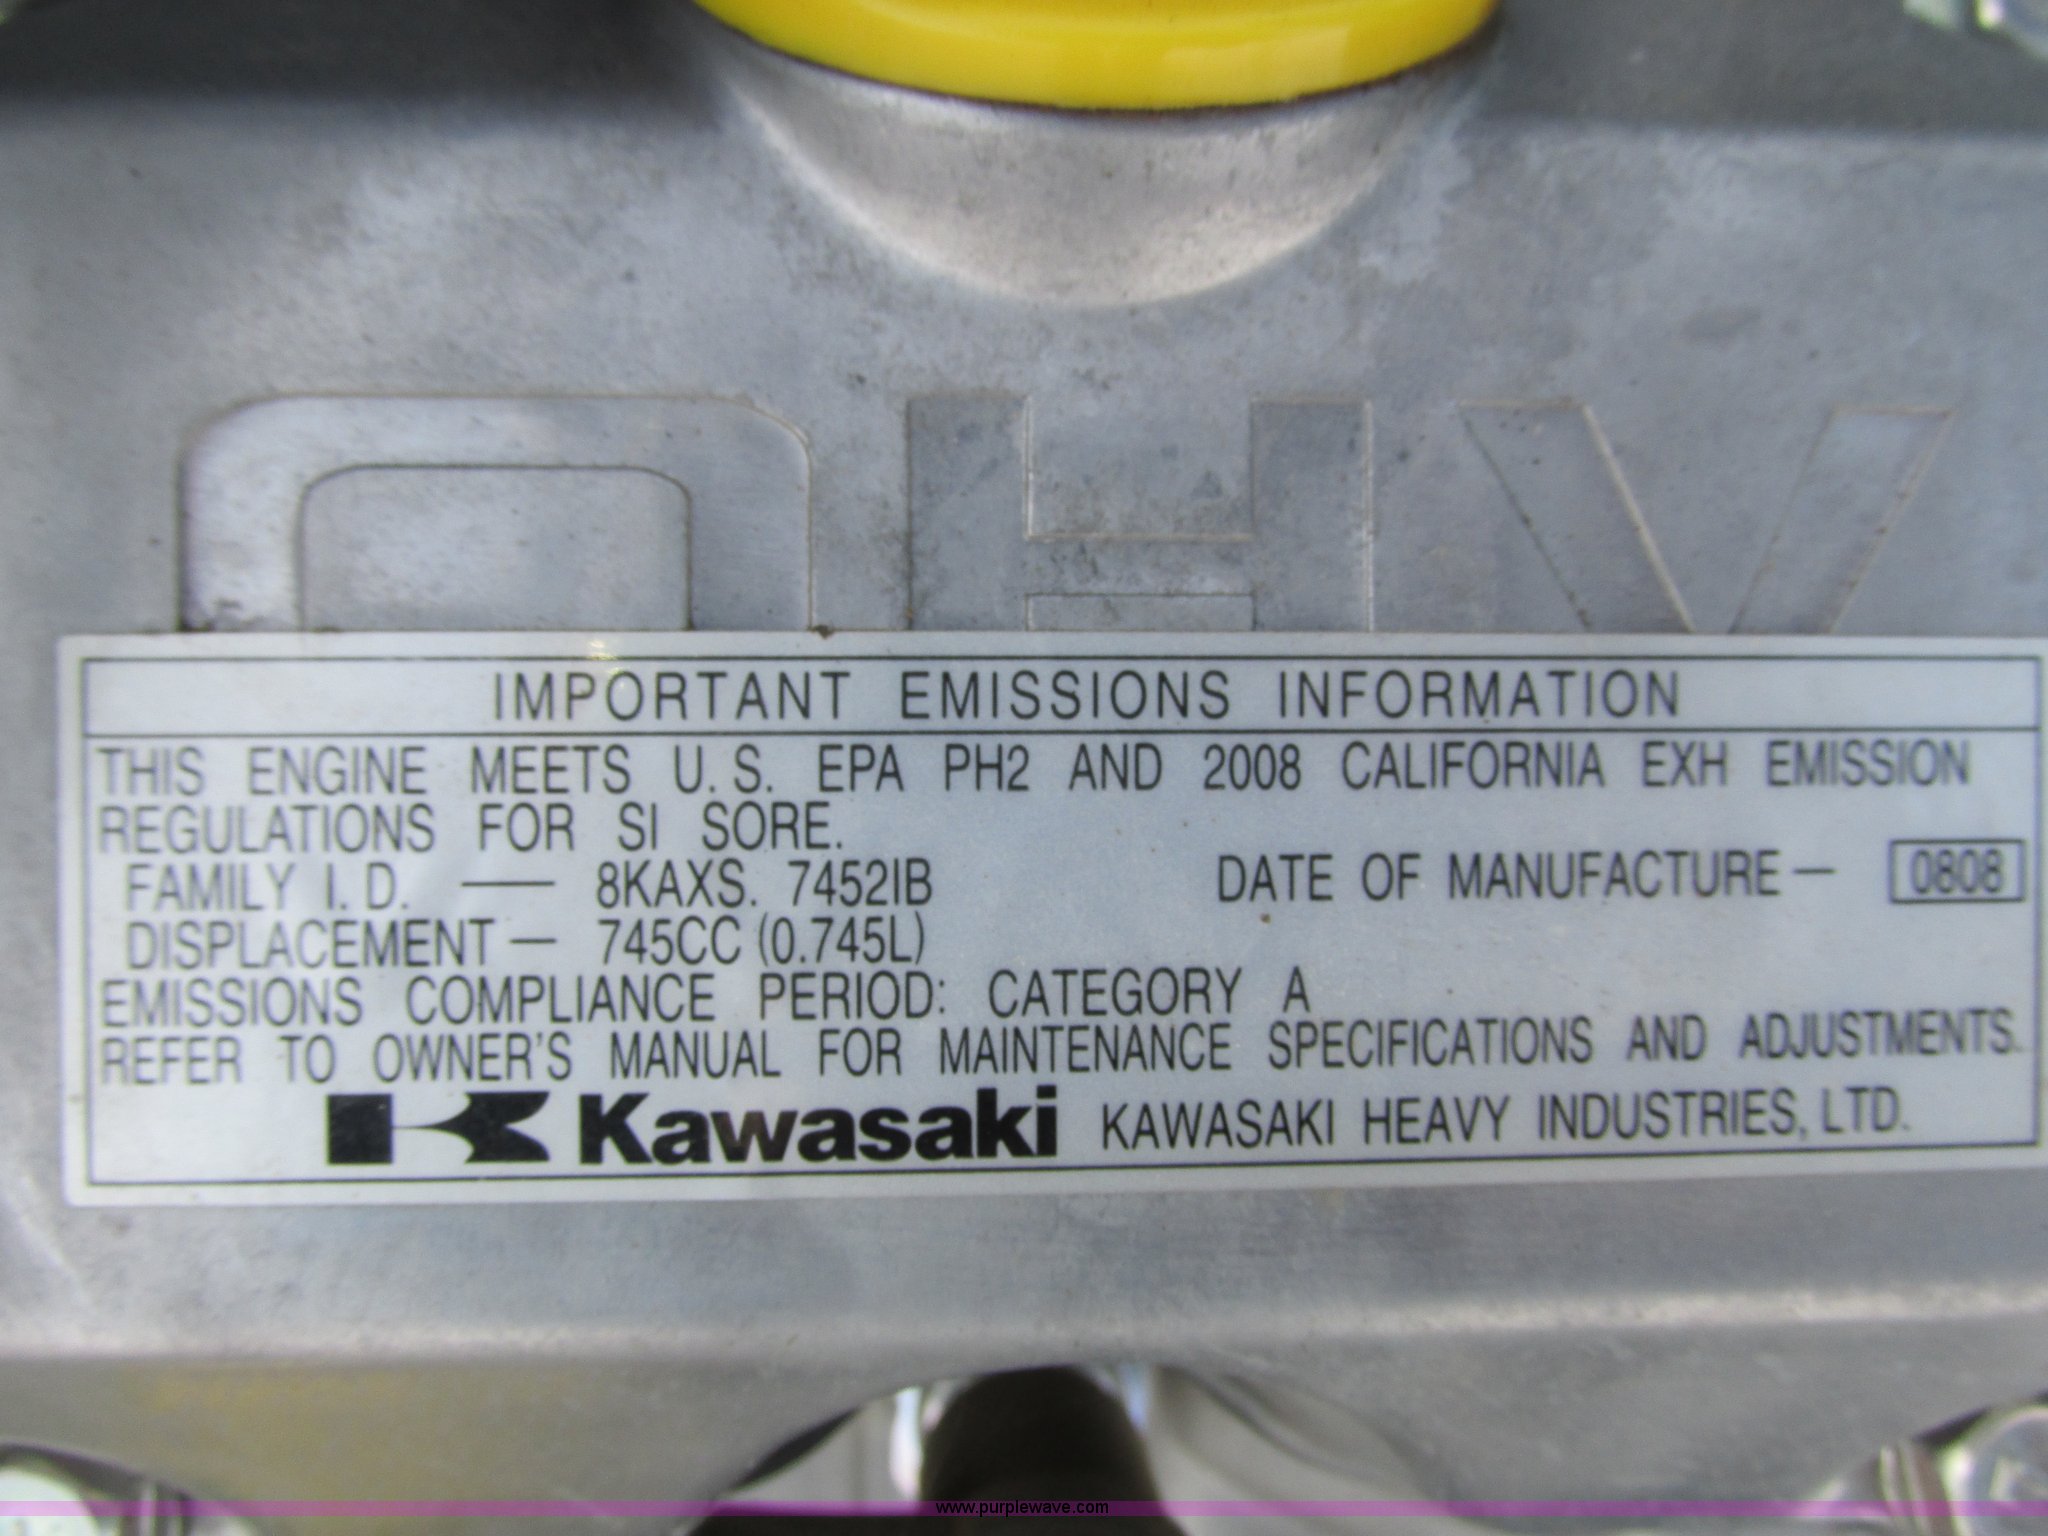 OHV
IMPORTANT EMISSIONS INFORMATION
THIS ENGINE MEETS U.S. EPA PH2 AND 2008 CALIFORNIA EXH EMISSION
REGULATIONS FOR SI SORE.
FAMILY I.D. — 8KAXS. 7452IB DATE OF MANUFACTURE — 0808
DISPLACEMENT — 745CC (0.745L)
EMISSIONS COMPLIANCE PERIOD: CATEGORY A
REFER TO OWNER'S MANUAL FOR MAINTENANCE SPECIFICATIONS AND ADJUSTMENTS.
Kawasaki KAWASAKI HEAVY INDUSTRIES, LTD.
www.purplewave.com